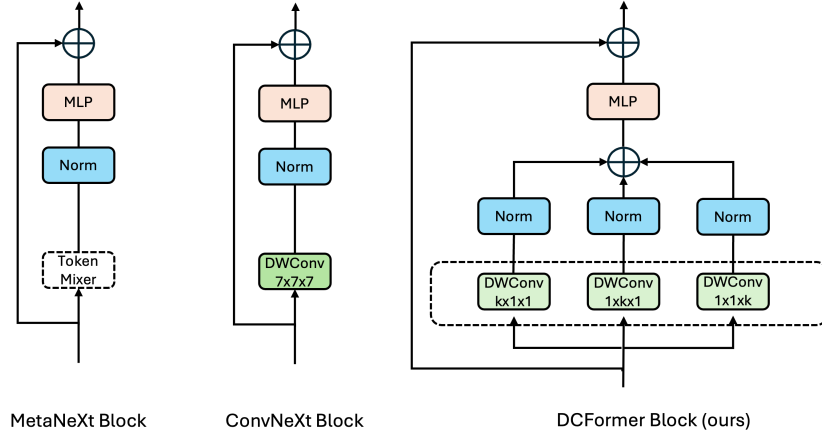 MLP
Norm
Token
Mixer
MetaNeXt Block
MLP
Norm
DWConv
7x7x7
ConvNeXt Block
MLP
Norm
Norm
Norm
DWConv
kx1x1
DWConv
1xkx1
DWConv
1x1xk
DCFormer Block (ours)